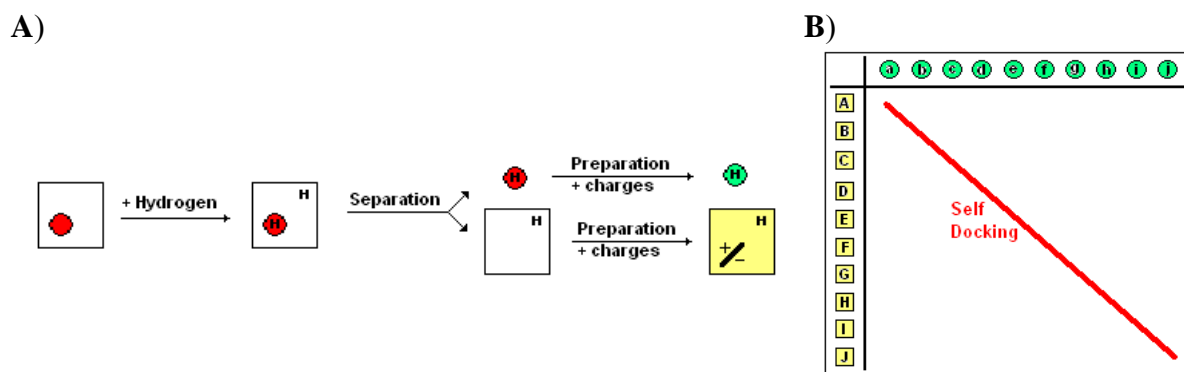 A)
+ Hydrogen
H
H
Separation
H
Preparation
+ charges
H
H
Preparation
+ charges
H
+
−
B)
a b c d e f g h i j
A
B
C
D
E
F
G
H
I
J
Self
Docking